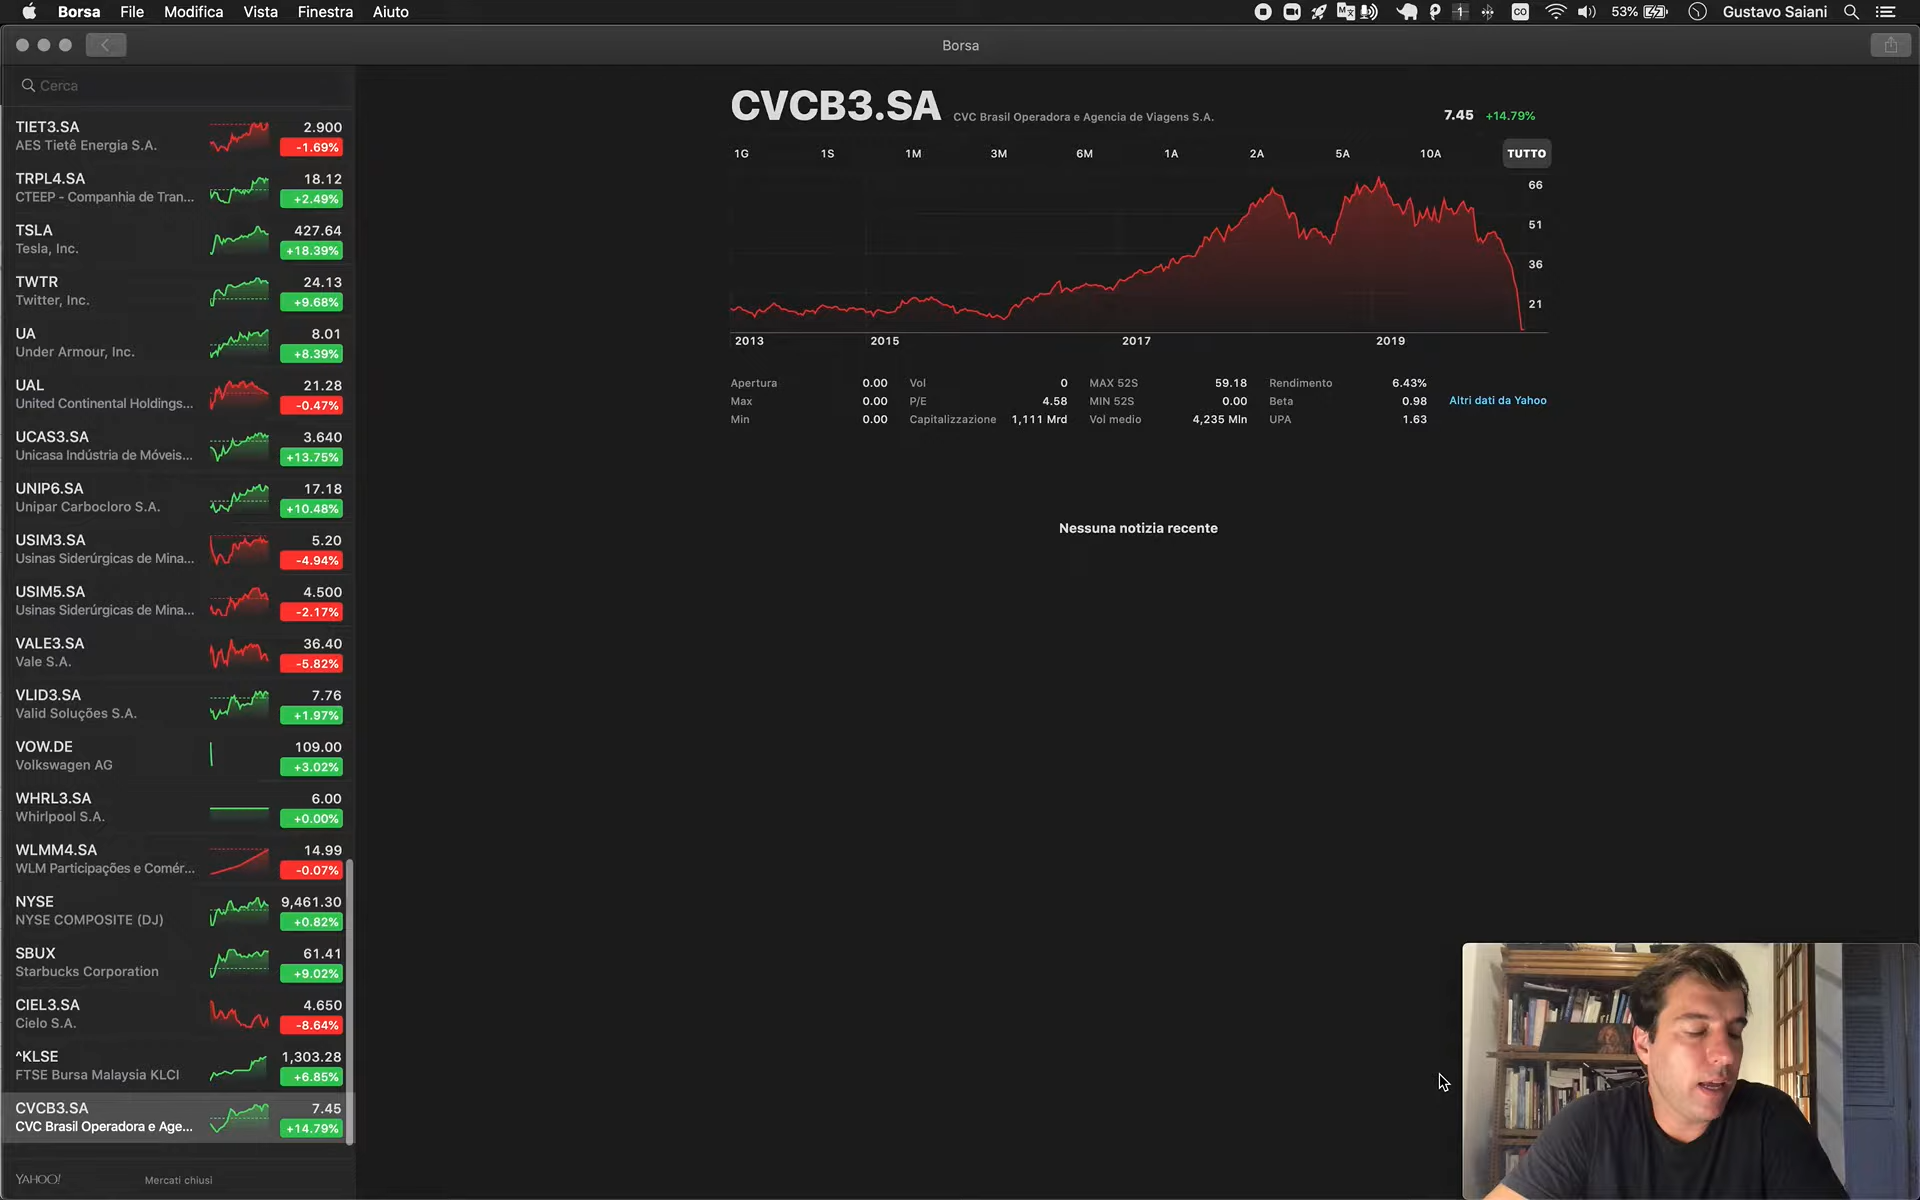 Borsa File Modifica Vista Finestra Aiuto
53% Gustavo Saiani
Borsa
Cerca
TIET3.SA 2.900
AES Tietê Energia S.A. -1.69%
TRPL4.SA 18.12
CTEEP - Companhia de Tran... +2.49%
TSLA 427.64
Tesla, Inc. +18.39%
TWTR 24.13
Twitter, Inc. +9.68%
UA 8.01
Under Armour, Inc. +8.39%
UAL 21.28
United Continental Holdings... -0.47%
UCAS3.SA 3.640
Unicasa Indústria de Móveis... +13.75%
UNIP6.SA 17.18
Unipar Carbocloro S.A. +10.48%
USIM3.SA 5.20
Usinas Siderúrgicas de Mina... -4.94%
USIM5.SA 4.500
Usinas Siderúrgicas de Mina... -2.17%
VALE3.SA 36.40
Vale S.A. -5.82%
VLID3.SA 7.76
Valid Soluções S.A. +1.97%
VOW.DE 109.00
Volkswagen AG +3.02%
WHRL3.SA 6.00
Whirlpool S.A. +0.00%
WLMM4.SA 14.99
WLM Participações e Comér... -0.07%
NYSE 9,461.30
NYSE COMPOSITE (DJ) +0.82%
SBUX 61.41
Starbucks Corporation +9.02%
CIEL3.SA 4.650
Cielo S.A. -8.64%
^KLSE 1,303.28
FTSE Bursa Malaysia KLCI +6.85%
CVCB3.SA 7.45
CVC Brasil Operadora e Age... +14.79%
YAHOO! Mercati chiusi
CVCB3.SA CVC Brasil Operadora e Agencia de Viagens S.A. 7.45 +14.79%
1G 1S 1M 3M 6M 1A 2A 5A 10A TUTTO
66
51
36
21
2013 2015 2017 2019
Apertura 0.00 Vol 0 MAX 52S 59.18 Rendimento 6.43%
Max 0.00 P/E 4.58 MIN 52S 0.00 Beta 0.98 Altri dati da Yahoo
Min 0.00 Capitalizzazione 1,111 Mrd Vol medio 4,235 Mln UPA 1.63
Nessuna notizia recente